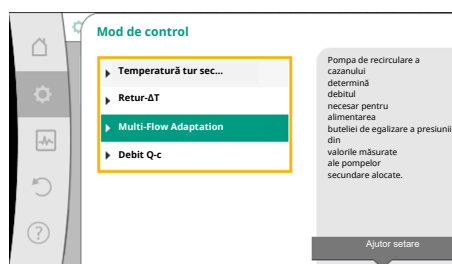 Mod de control
Temperatură tur sec...
Retur-ΔT
Multi-Flow Adaptation
Debit Q-c
Pompa de recirculare a
cazanului
determină
debitul
necesar pentru
alimentarea
buteliei de egalizare a presiunii
din
valorile măsurate
ale pompelor
secundare alocate.
Ajutor setare
?